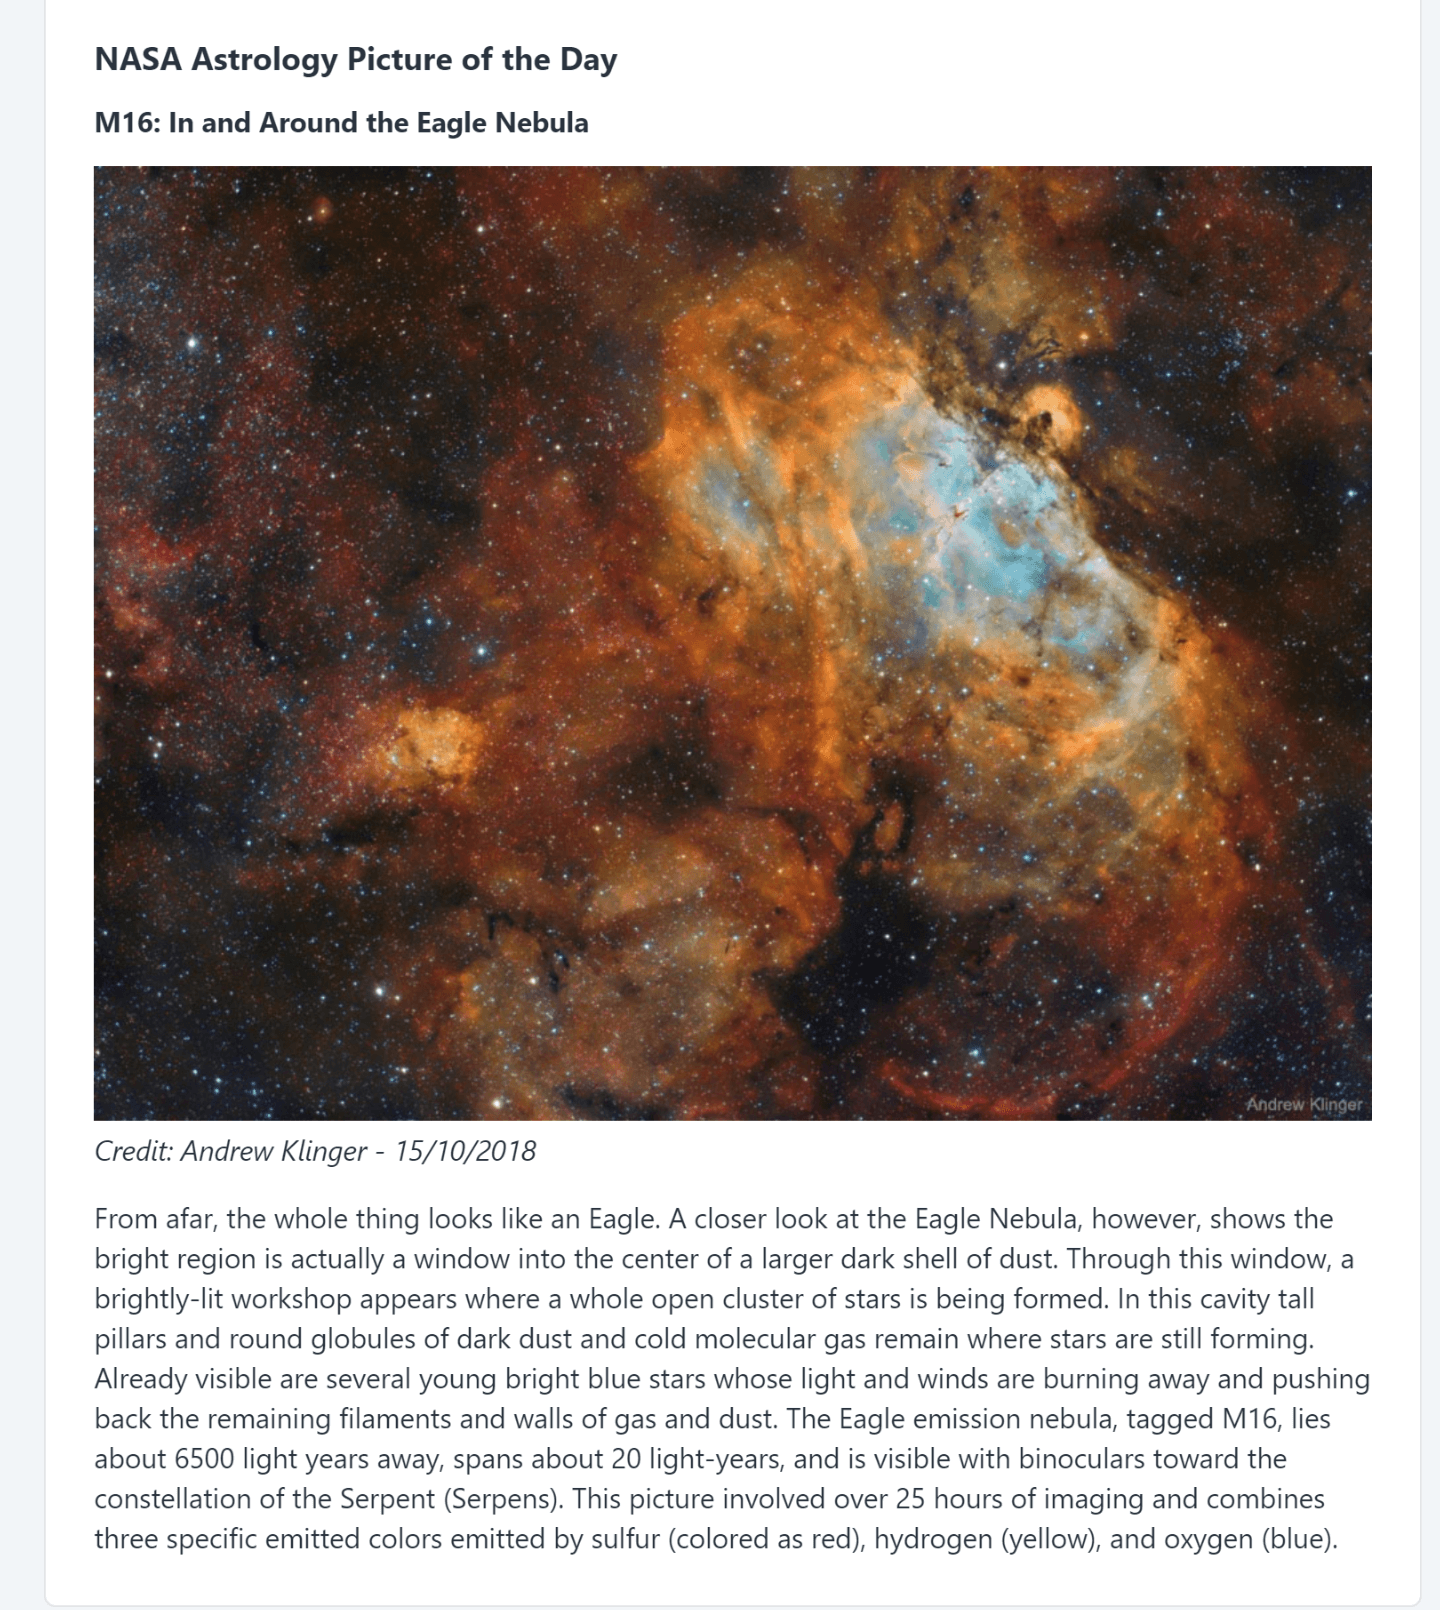 NASA Astrology Picture of the Day
M16: In and Around the Eagle Nebula
Andrew Klinger
Credit: Andrew Klinger - 15/10/2018
From afar, the whole thing looks like an Eagle. A closer look at the Eagle Nebula, however, shows the
bright region is actually a window into the center of a larger dark shell of dust. Through this window, a
brightly-lit workshop appears where a whole open cluster of stars is being formed. In this cavity tall
pillars and round globules of dark dust and cold molecular gas remain where stars are still forming.
Already visible are several young bright blue stars whose light and winds are burning away and pushing
back the remaining filaments and walls of gas and dust. The Eagle emission nebula, tagged M16, lies
about 6500 light years away, spans about 20 light-years, and is visible with binoculars toward the
constellation of the Serpent (Serpens). This picture involved over 25 hours of imaging and combines
three specific emitted colors emitted by sulfur (colored as red), hydrogen (yellow), and oxygen (blue).